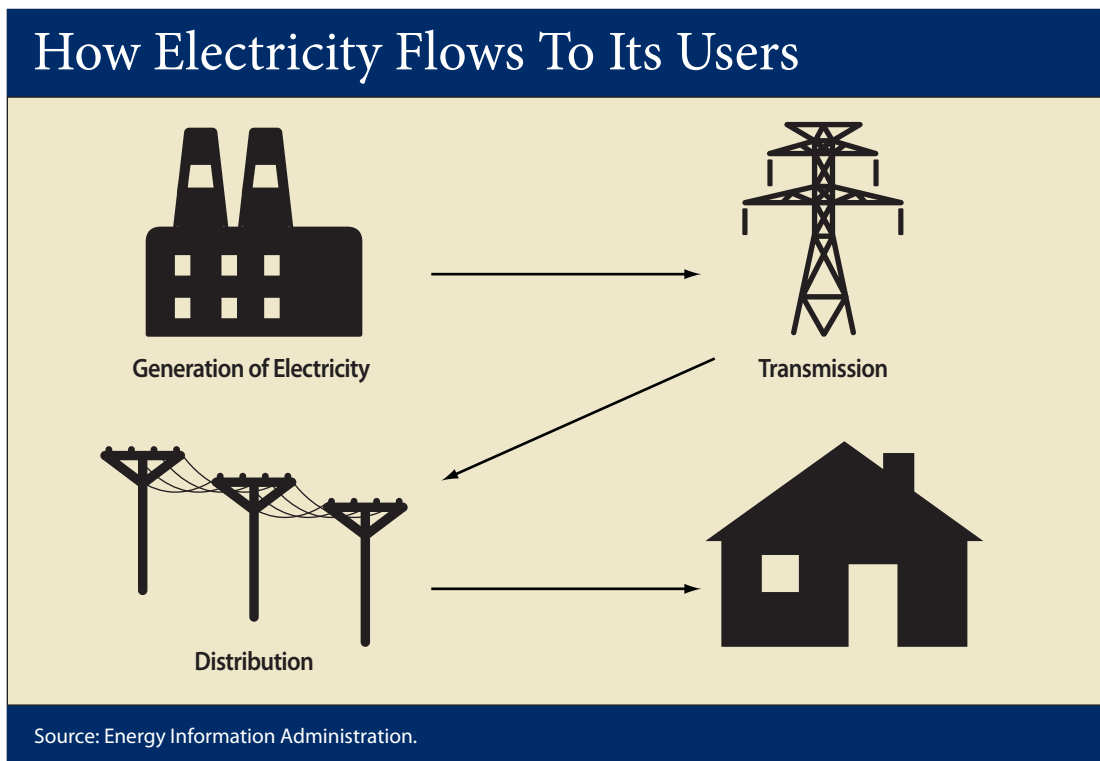 How Electricity Flows To Its Users
Generation of Electricity
Transmission
Distribution
Source: Energy Information Administration.